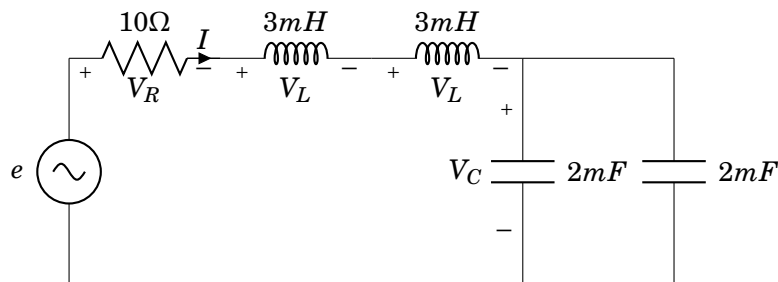 10Ω I 3mH 3mH
+ − + − + −
V_R V_L V_L
+
e V_C 2mF 2mF
−